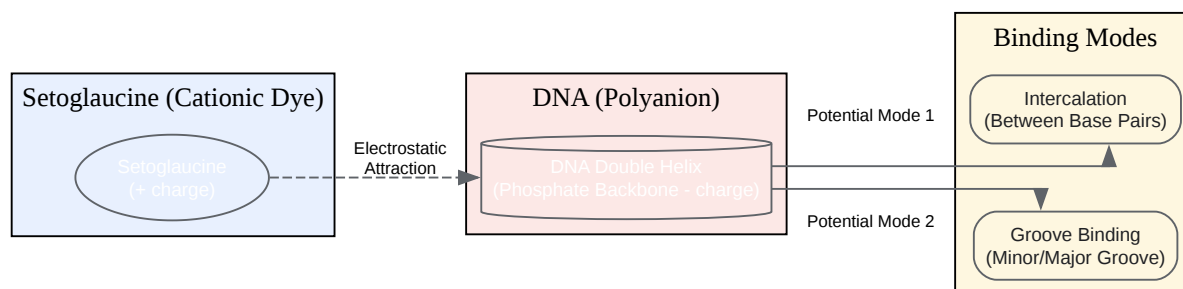 Setoglaucine (Cationic Dye)
Setoglaucine
(+ charge)
Electrostatic
Attraction
DNA (Polyanion)
DNA Double Helix
(Phosphate Backbone - charge)
Potential Mode 1
Potential Mode 2
Binding Modes
Intercalation
(Between Base Pairs)
Groove Binding
(Minor/Major Groove)